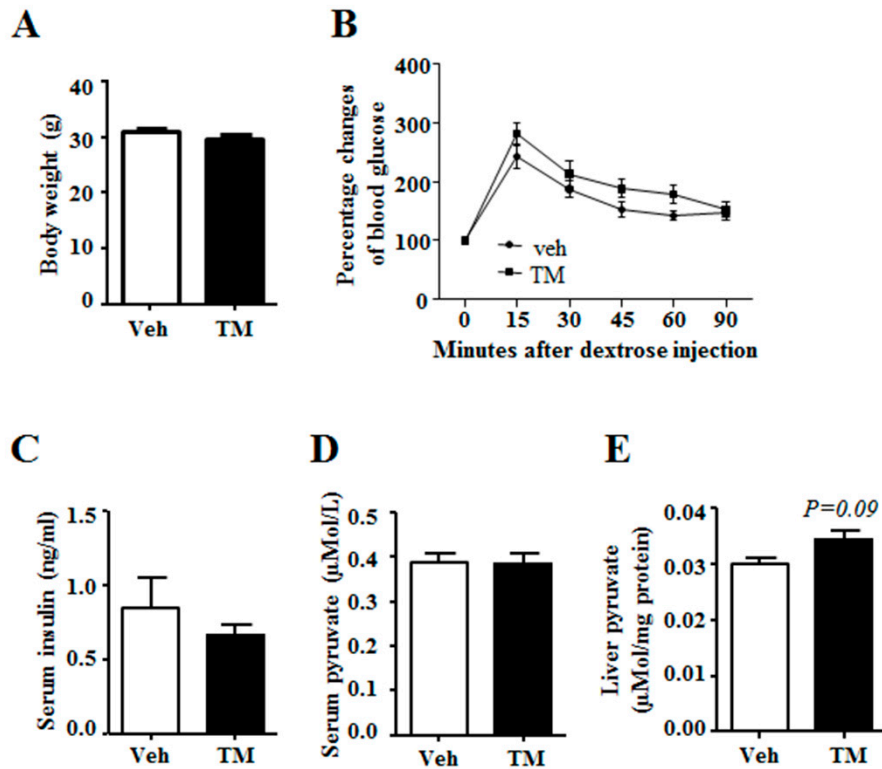 A
Body weight (g)
40
30
20
10
0
Veh TM
B
Percentage changes
of blood glucose
400
300
200
100
0
veh
TM
0 15 30 45 60 90
Minutes after dextrose injection
C
Serum insulin (ng/ml)
1.5
1.0
0.5
0.0
Veh TM
D
Serum pyruvate (μMol/L)
0.5
0.4
0.3
0.2
0.1
0.0
Veh TM
E
Liver pyruvate
(μMol/mg protein)
P=0.09
0.04
0.03
0.02
0.01
0.00
Veh TM